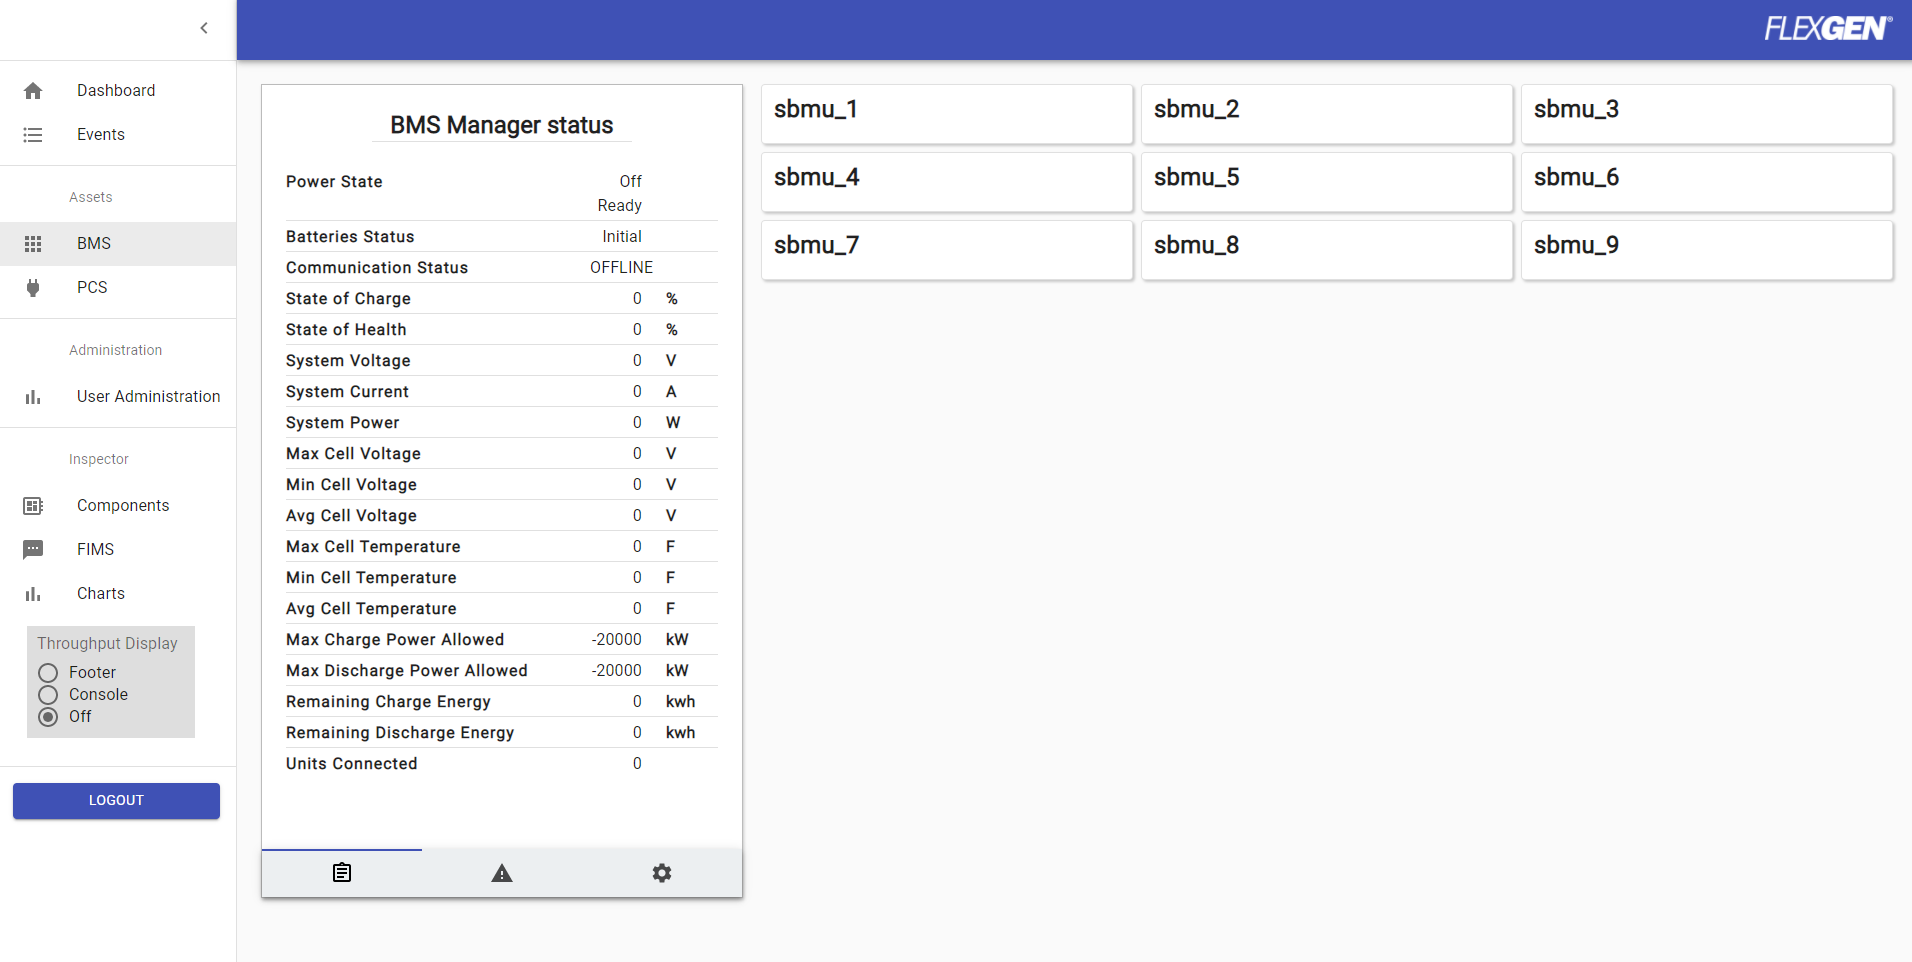 FLEXGEN®
Dashboard
Events
Assets
BMS
PCS
Administration
User Administration
Inspector
Components
FIMS
Charts
Throughput Display
Footer
Console
Off
LOGOUT
BMS Manager status
Power State Off
Ready
Batteries Status Initial
Communication Status OFFLINE
State of Charge 0 %
State of Health 0 %
System Voltage 0 V
System Current 0 A
System Power 0 W
Max Cell Voltage 0 V
Min Cell Voltage 0 V
Avg Cell Voltage 0 V
Max Cell Temperature 0 F
Min Cell Temperature 0 F
Avg Cell Temperature 0 F
Max Charge Power Allowed -20000 kW
Max Discharge Power Allowed -20000 kW
Remaining Charge Energy 0 kwh
Remaining Discharge Energy 0 kwh
Units Connected 0
sbmu_1 sbmu_2 sbmu_3
sbmu_4 sbmu_5 sbmu_6
sbmu_7 sbmu_8 sbmu_9